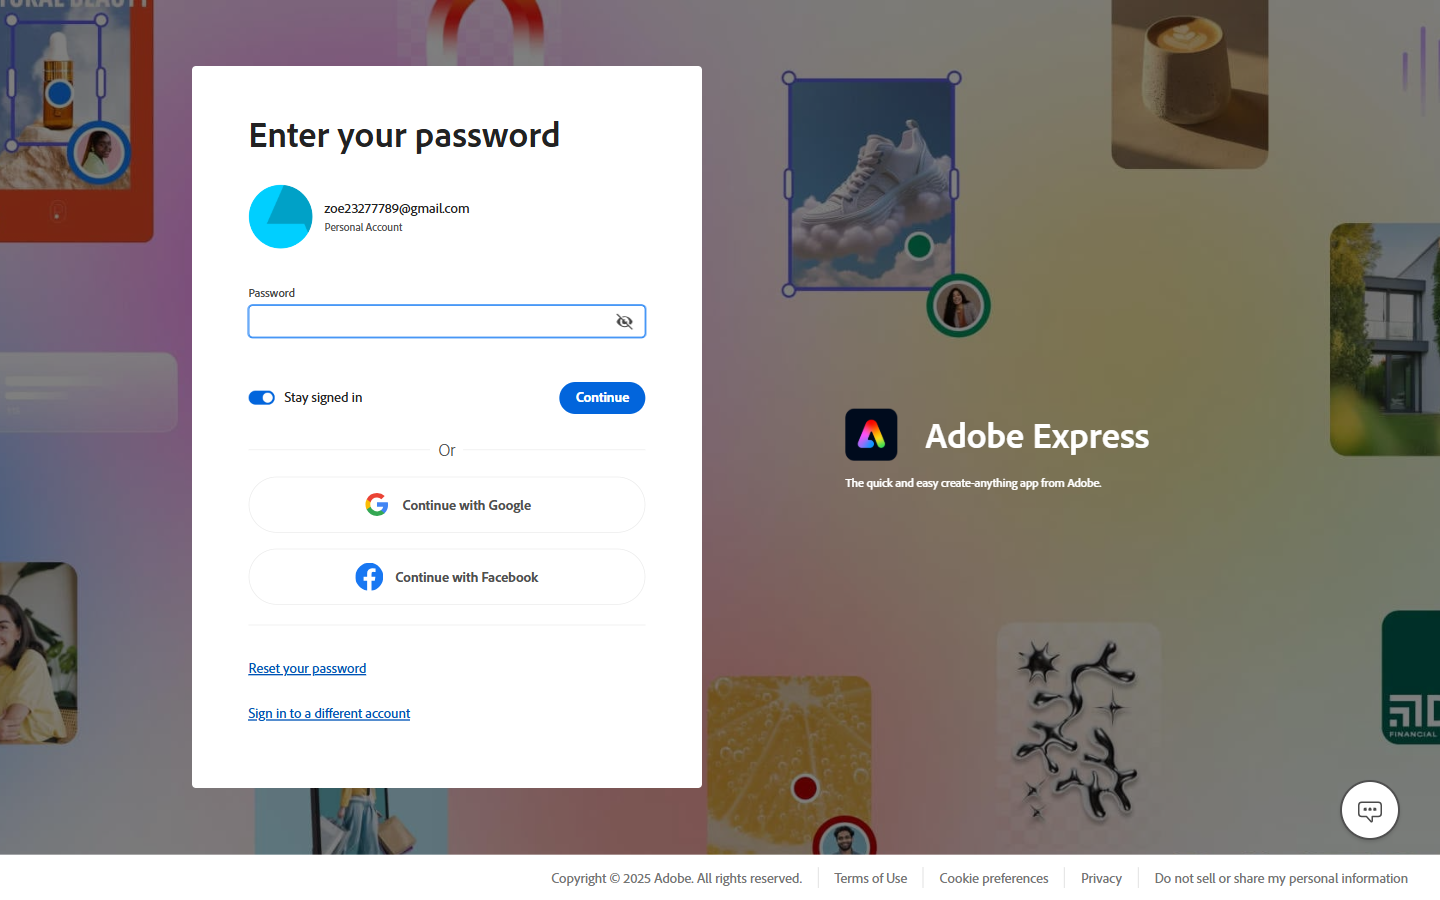 Enter your password
zoe23277789@gmail.com
Personal Account
Password
Stay signed in
Continue
Or
Continue with Google
Continue with Facebook
Reset your password
Sign in to a different account
Adobe Express
The quick and easy create-anything app from Adobe.
FINANCIAL
Copyright © 2025 Adobe. All rights reserved.
Terms of Use
Cookie preferences
Privacy
Do not sell or share my personal information